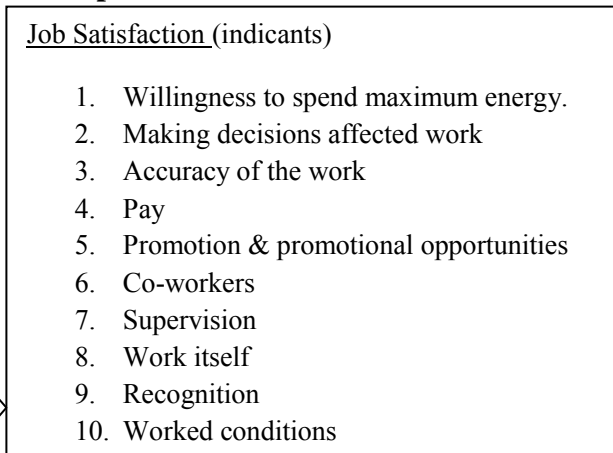 Job Satisfaction (indicants)
1. Willingness to spend maximum energy.
2. Making decisions affected work
3. Accuracy of the work
4. Pay
5. Promotion & promotional opportunities
6. Co-workers
7. Supervision
8. Work itself
9. Recognition
10. Worked conditions